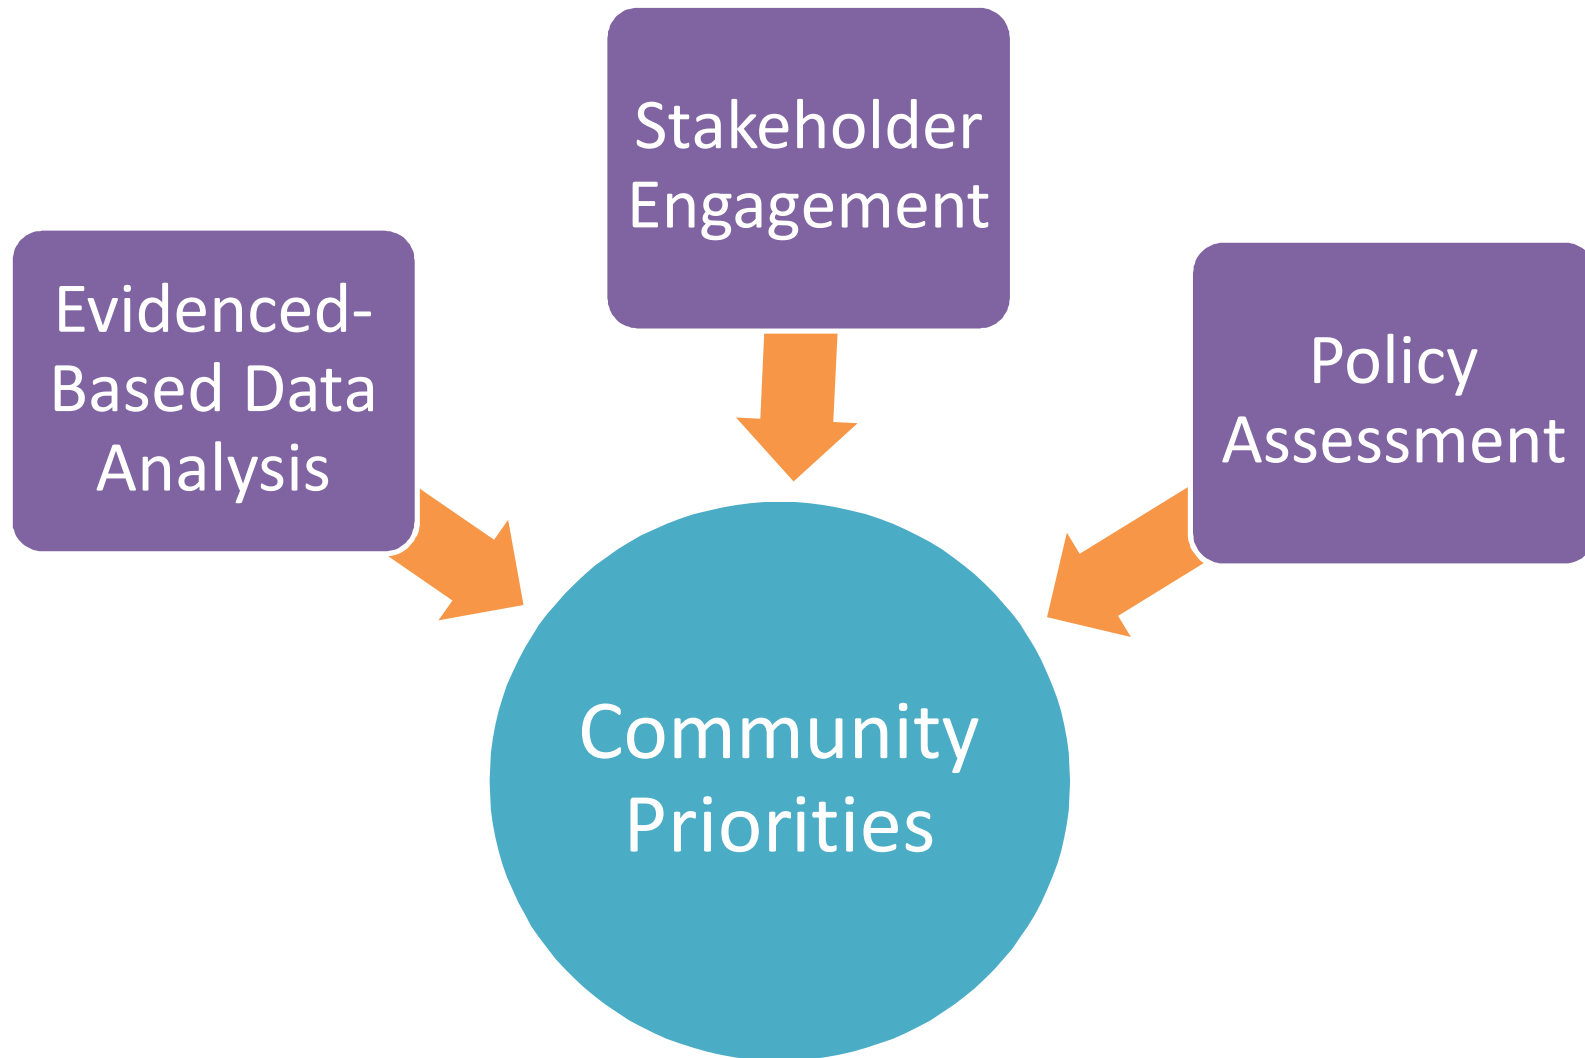 Stakeholder
Engagement
Evidenced-
Based Data
Analysis
Policy
Assessment
Community
Priorities